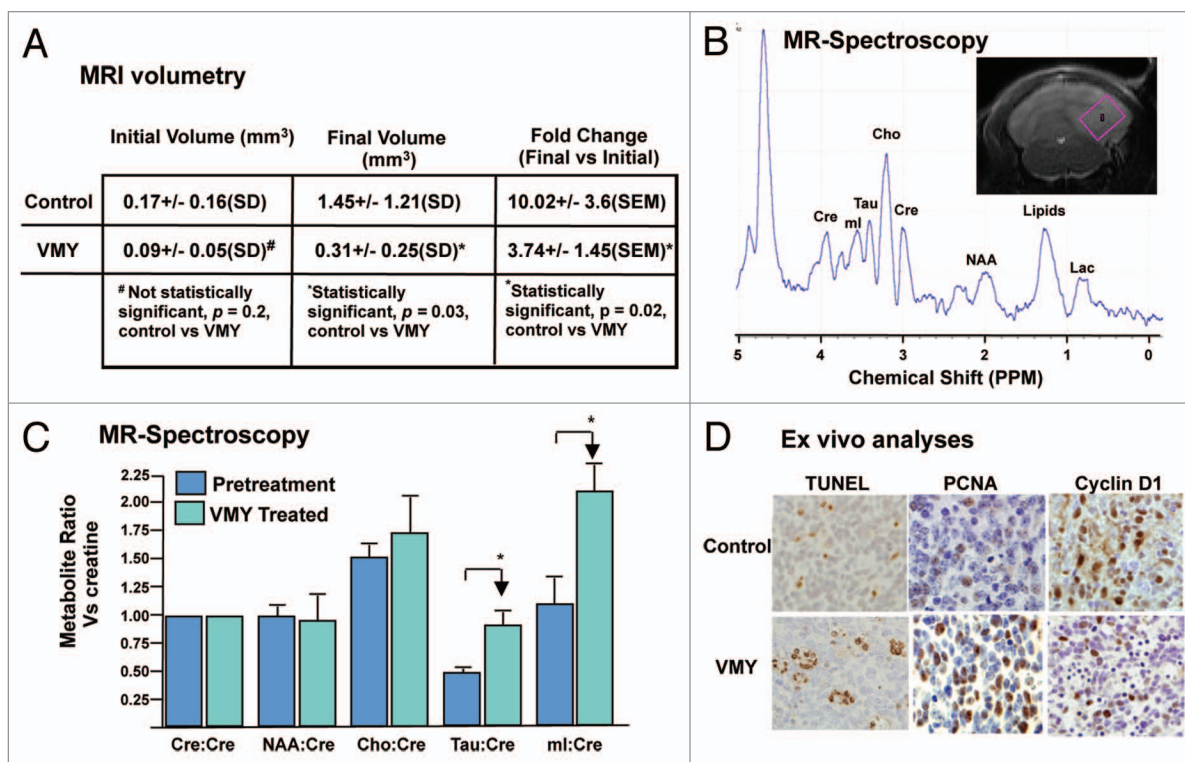 A
MRI volumetry
Initial Volume (mm³)
Final Volume
(mm³)
Fold Change
(Final vs Initial)
Control
0.17+/- 0.16(SD)
1.45+/- 1.21(SD)
10.02+/- 3.6(SEM)
VMY
0.09+/- 0.05(SD)#
0.31+/- 0.25(SD)*
3.74+/- 1.45(SEM)*
# Not statistically
significant, p = 0.2,
control vs VMY
*Statistically
significant, p = 0.03,
control vs VMY
*Statistically
significant, p = 0.02,
control vs VMY
B
MR-Spectroscopy
Cre
mI
Tau
Cho
Cre
NAA
Lipids
Lac
5
4
3
2
1
0
Chemical Shift (PPM)
C
MR-Spectroscopy
Metabolite Ratio
Vs creatine
2.25
2.00
1.50
1.50
1.25
1.00
0.75
0.50
0.25
Pretreatment
VMY Treated
*
*
Cre:Cre
NAA:Cre
Cho:Cre
Tau:Cre
mI:Cre
D
Ex vivo analyses
TUNEL
PCNA
Cyclin D1
Control
VMY